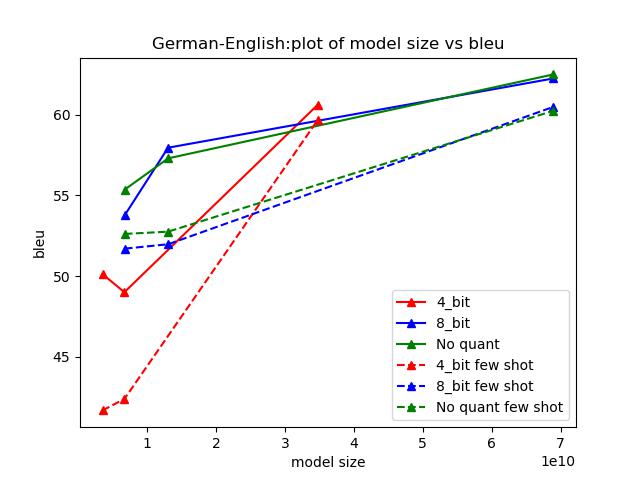 German-English:plot of model size vs bleu
bleu
60
55
50
45
4_bit
8_bit
No quant
4_bit few shot
8_bit few shot
No quant few shot
1 2 3 4 5 6 7
1e10
model size